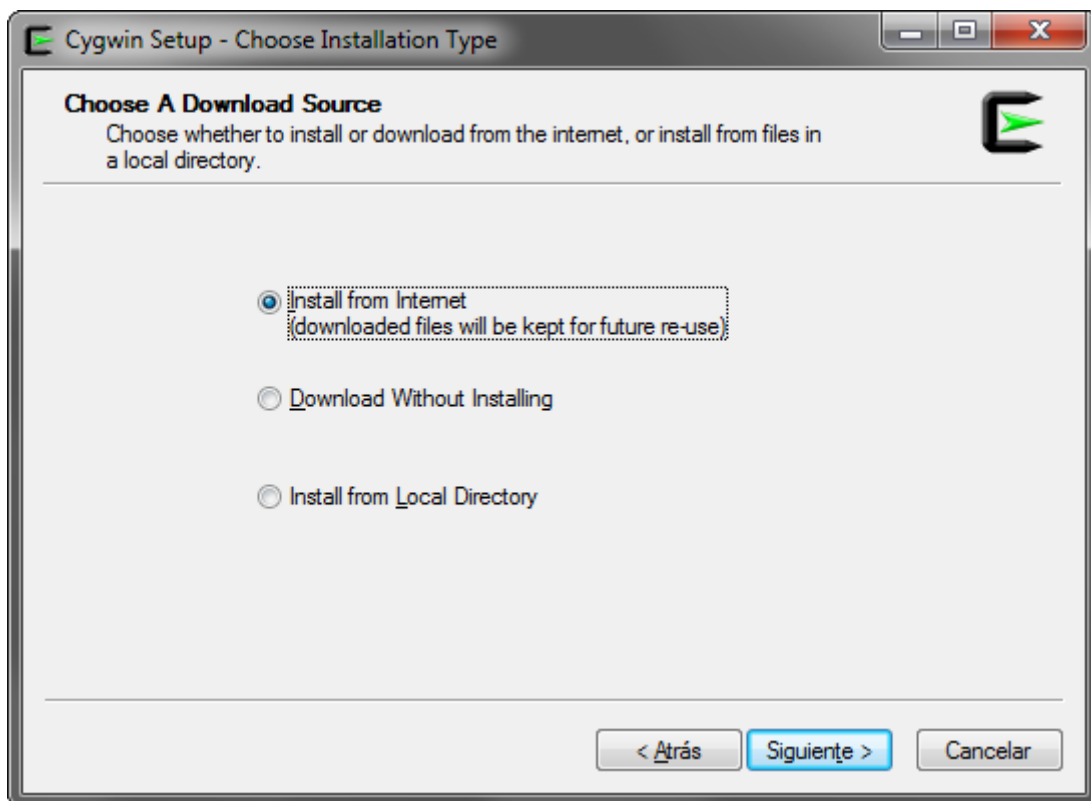 Cygwin Setup - Choose Installation Type
Choose A Download Source
Choose whether to install or download from the internet, or install from files in
a local directory.
Install from Internet
(downloaded files will be kept for future re-use)
Download Without Installing
Install from Local Directory
< Atrás
Siguiente >
Cancelar